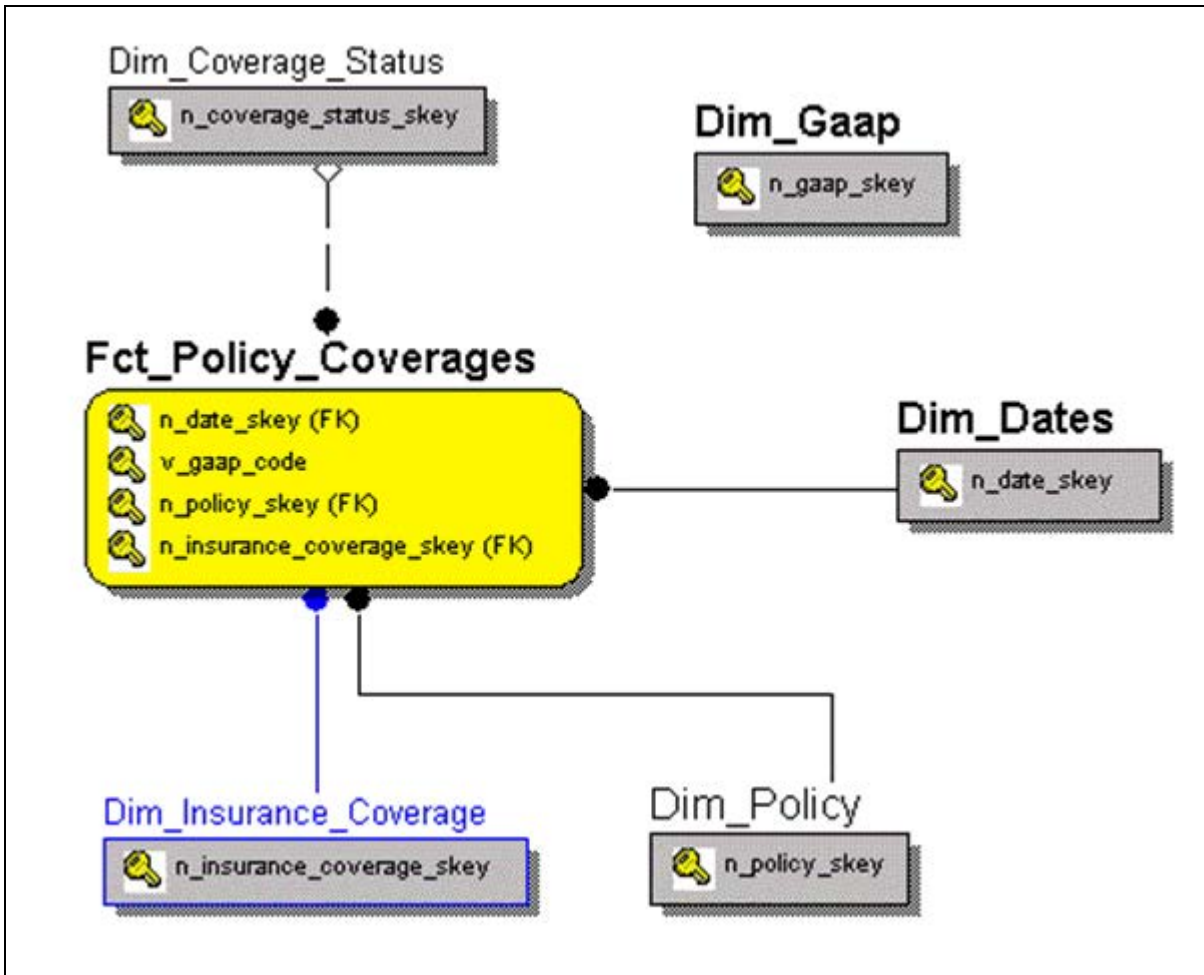 Dim_Coverage_Status
n_coverage_status_skey
Dim_Gaap
n_gaap_skey
Fct_Policy_Coverages
n_date_skey (FK)
v_gaap_code
n_policy_skey (FK)
n_insurance_coverage_skey (FK)
Dim_Dates
n_date_skey
Dim_Insurance_Coverage
n_insurance_coverage_skey
Dim_Policy
n_policy_skey